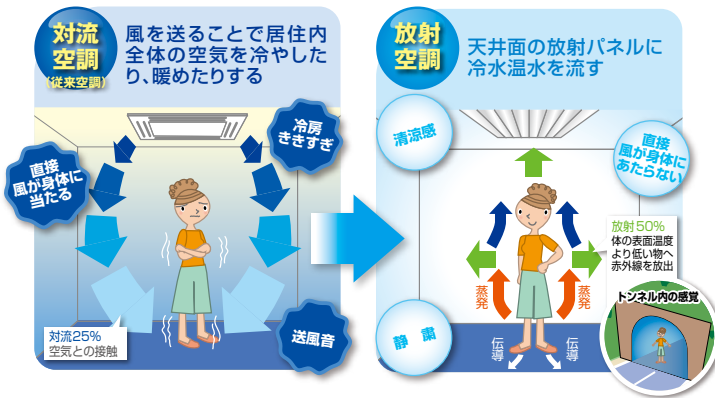 対流
空調
(従来空調)
風を送ることで居住内
全体の空気を冷やした
り、暖めたりする
冷房
ききすぎ
直接
風が身体に
当たる
対流25%
空気との接触
送風音
放射
空調
天井面の放射パネルに
冷水温水を流す
清涼感
直接
風が身体に
あたらない
放射50%
体の表面温度
より低い物へ
赤外線を放出
蒸発
蒸発
トンネル内の感覚
静 粛
伝導
伝導